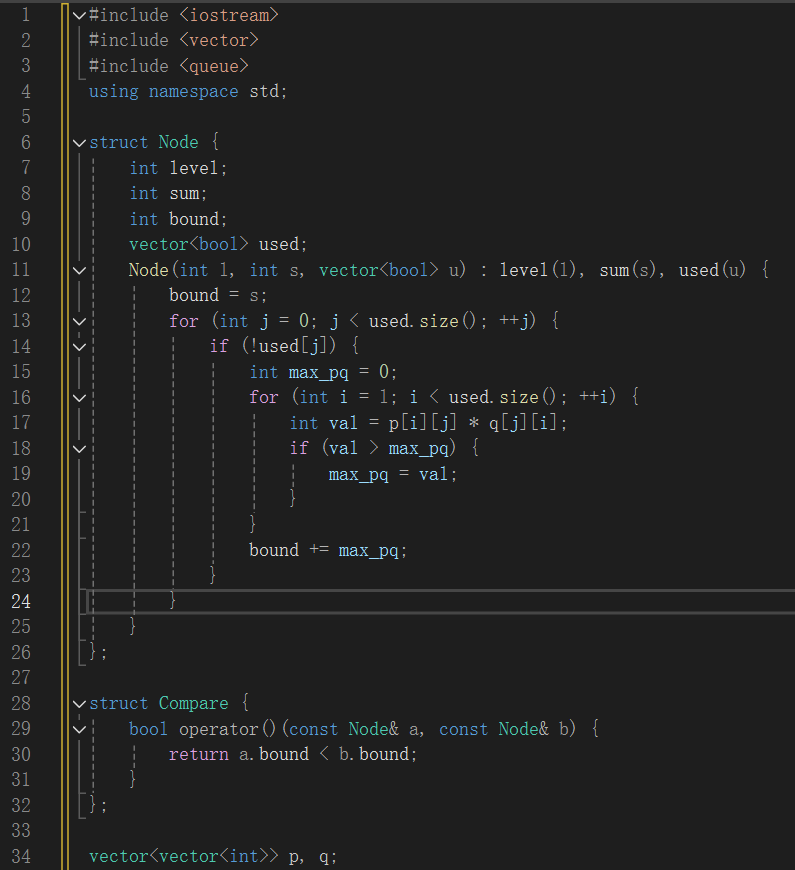 1 #include <iostream>
2 #include <vector>
3 #include <queue>
4 using namespace std;
5
6 struct Node {
7 int level;
8 int sum;
9 int bound;
10 vector<bool> used;
11 Node(int l, int s, vector<bool> u) : level(l), sum(s), used(u) {
12 bound = s;
13 for (int j = 0; j < used.size(); ++j) {
14 if (!used[j]) {
15 int max_pq = 0;
16 for (int i = l; i < used.size(); ++i) {
17 int val = p[i][j] * q[j][i];
18 if (val > max_pq) {
19 max_pq = val;
20 }
21 }
22 bound += max_pq;
23 }
24 }
25 }
26 };
27
28 struct Compare {
29 bool operator()(const Node& a, const Node& b) {
30 return a.bound < b.bound;
31 }
32 };
33
34 vector<vector<int>> p, q;